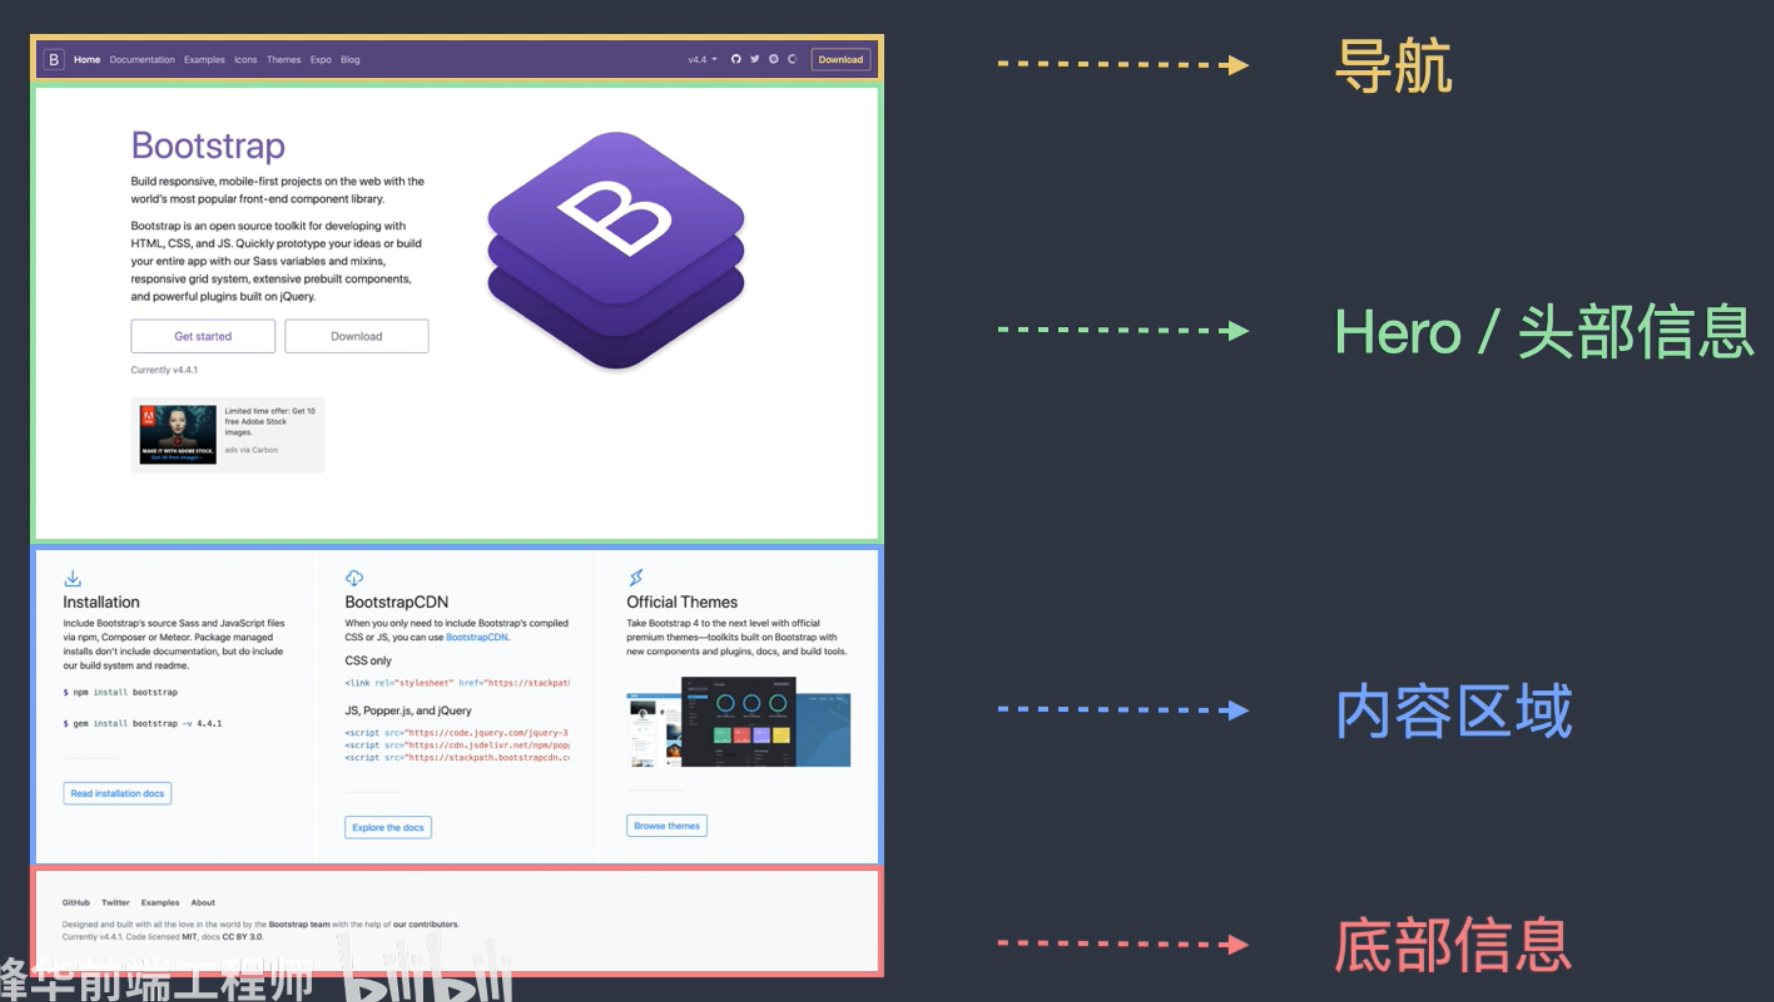 B Home Documentation Examples Icons Themes Expo Blog v4.4 Download
导航
Bootstrap
Build responsive, mobile-first projects on the web with the
world's most popular front-end component library.
Bootstrap is an open source toolkit for developing with
HTML, CSS, and JS. Quickly prototype your ideas or build
your entire app with our Sass variables and mixins,
responsive grid system, extensive prebuilt components,
and powerful plugins built on jQuery.
Get started Download
Currently v4.4.1
B
Limited time offer: Get 10
free Adobe Stock
images.
ads via Carbon
MAKE IT WITH ADOBE STOCK.
Get 10 free images ›
Hero / 头部信息
Installation
Include Bootstrap's source Sass and JavaScript files
via npm, Composer or Meteor. Package managed
installs don't include documentation, but do include
our build system and readme.
$ npm install bootstrap
$ gem install bootstrap -v 4.4.1
Read installation docs
BootstrapCDN
When you only need to include Bootstrap's compiled
CSS or JS, you can use BootstrapCDN.
CSS only
<link rel="stylesheet" href="https://stackpat
JS, Popper.js, and jQuery
<script src="https://code.jquery.com/jquery-3
<script src="https://cdn.jsdelivr.net/npm/pop
<script src="https://stackpath.bootstrapcdn.c
Explore the docs
Official Themes
Take Bootstrap 4 to the next level with official
premium themes—toolkits built on Bootstrap with
new components and plugins, docs, and build tools.
Browse themes
内容区域
GitHub Twitter Examples About
Designed and built with all the love in the world by the Bootstrap team with the help of our contributors.
Currently v4.4.1. Code licensed MIT, docs CC BY 3.0.
底部信息
峰华前端工程师 bilibili